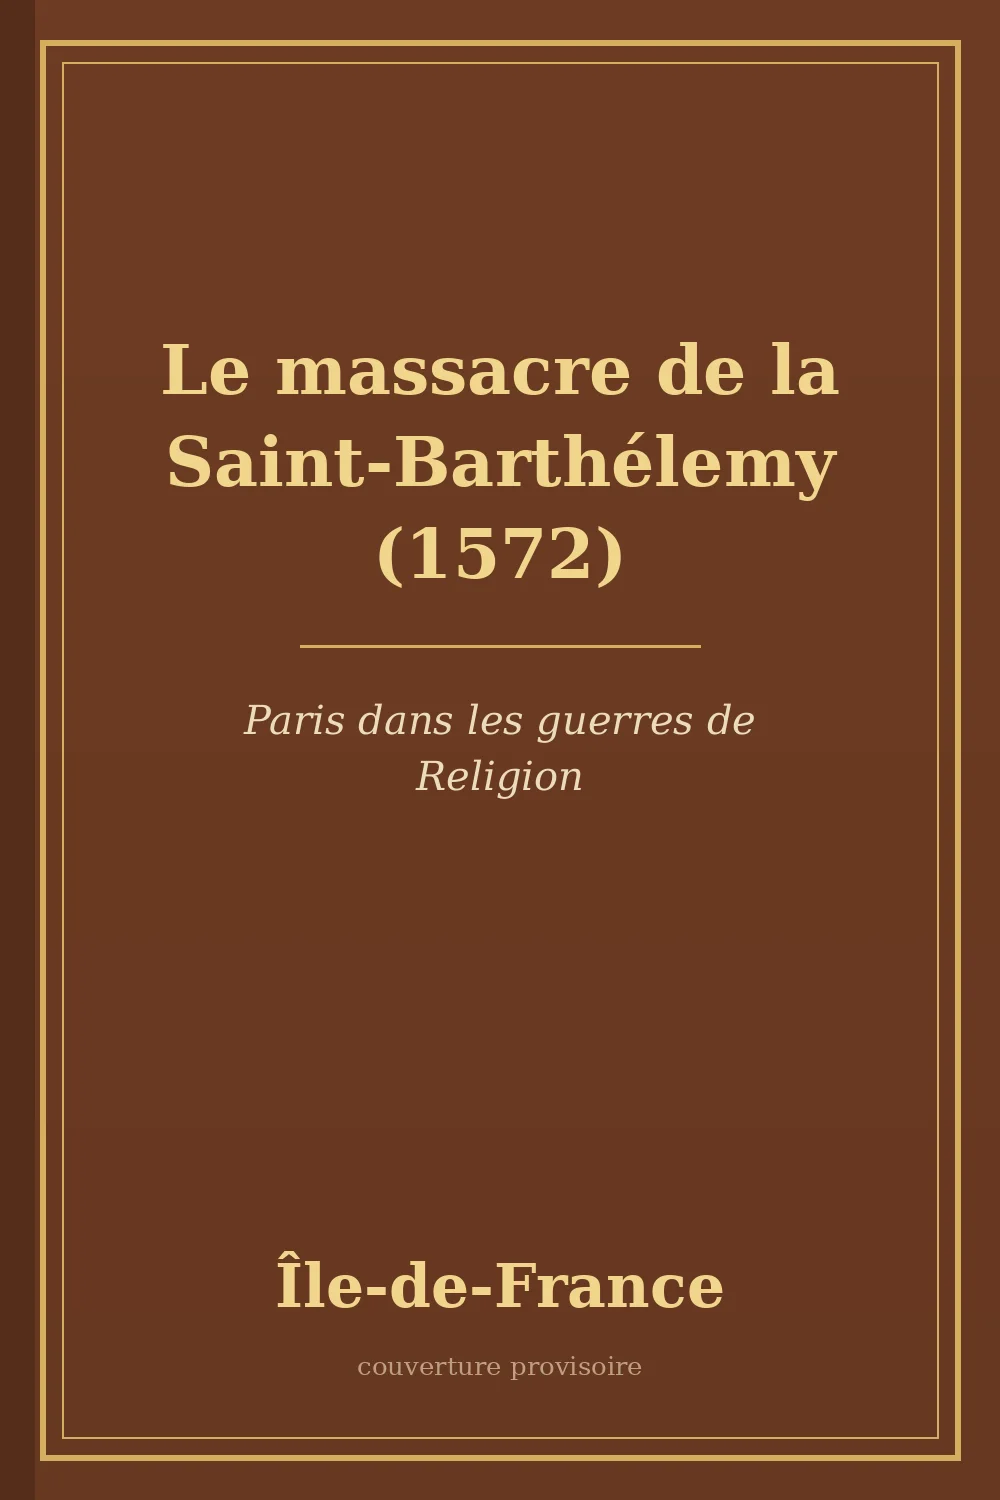 Le massacre de la
Saint-Barthélemy
(1572)
Paris dans les guerres de
Religion
Île-de-France
couverture provisoire